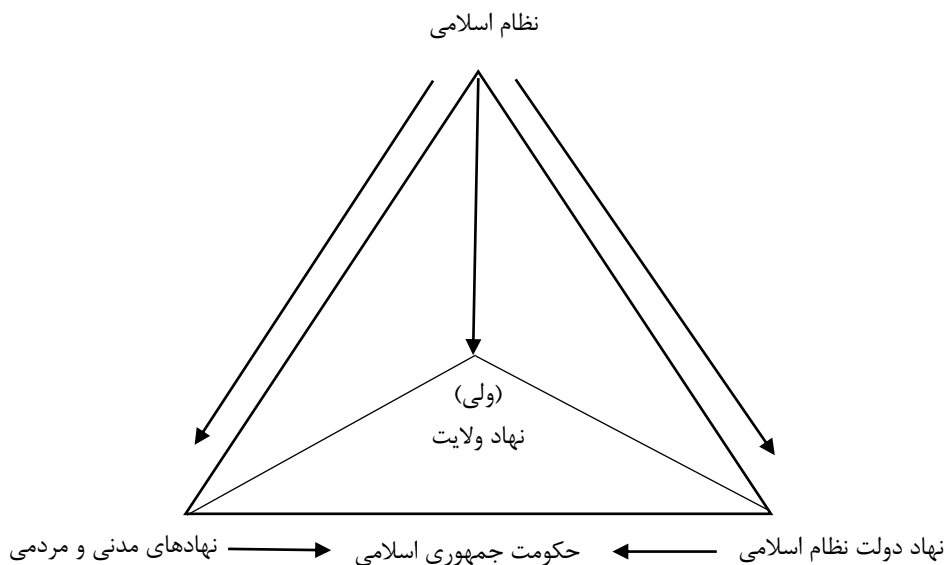 نظام اسلامی
(ولی)
نهاد ولایت
نهاد دولت نظام اسلامی
حکومت جمهوری اسلامی
نهادهای مدنی و مردمی